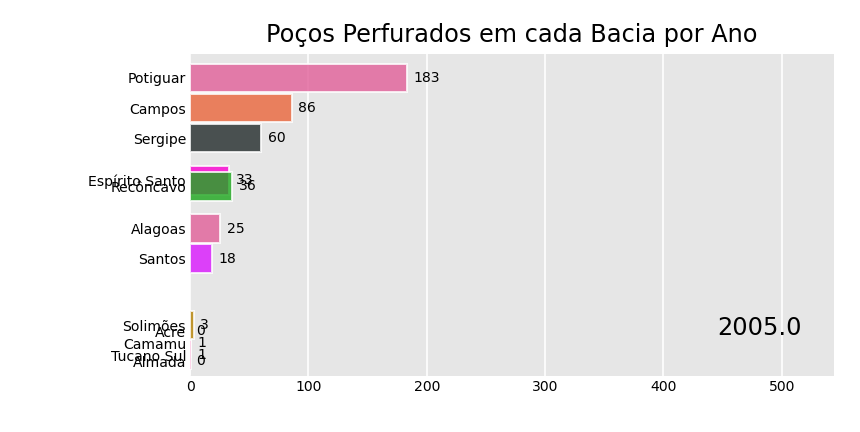 Poços Perfurados em cada Bacia por Ano
Potiguar 183
Campos 86
Sergipe 60
Espírito Santo 33
Recôncavo 36
Alagoas 25
Santos 18
Solimões 3
Acre 0
2005.0
Camamu 1
Tucano Sul 1
Almada 0
0 100 200 300 400 500